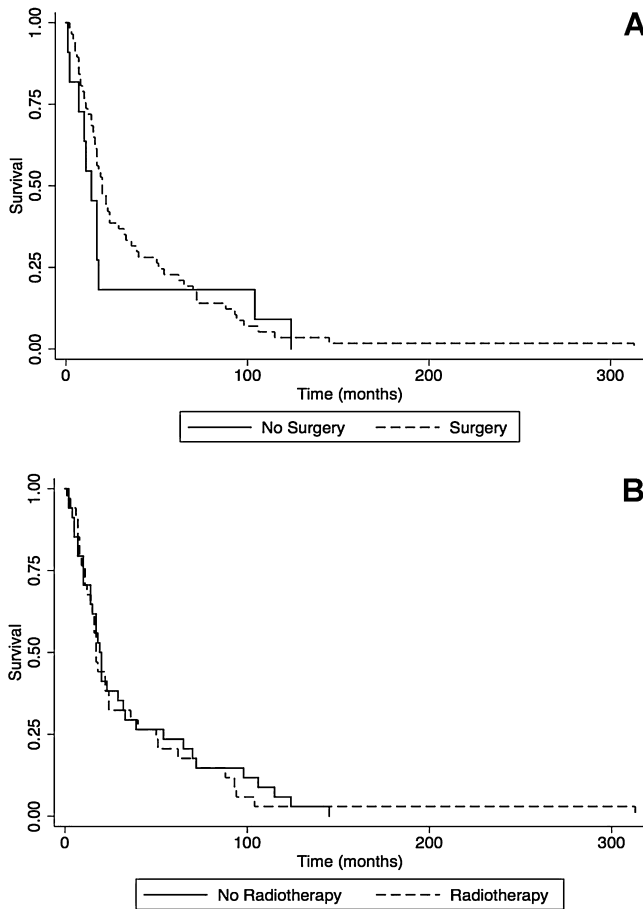 A
1.00
0.75
0.50
0.25
0.00
Survival
0 100 200 300
Time (months)
No Surgery Surgery
B
1.00
0.75
0.50
0.25
0.00
Survival
0 100 200 300
Time (months)
No Radiotherapy Radiotherapy